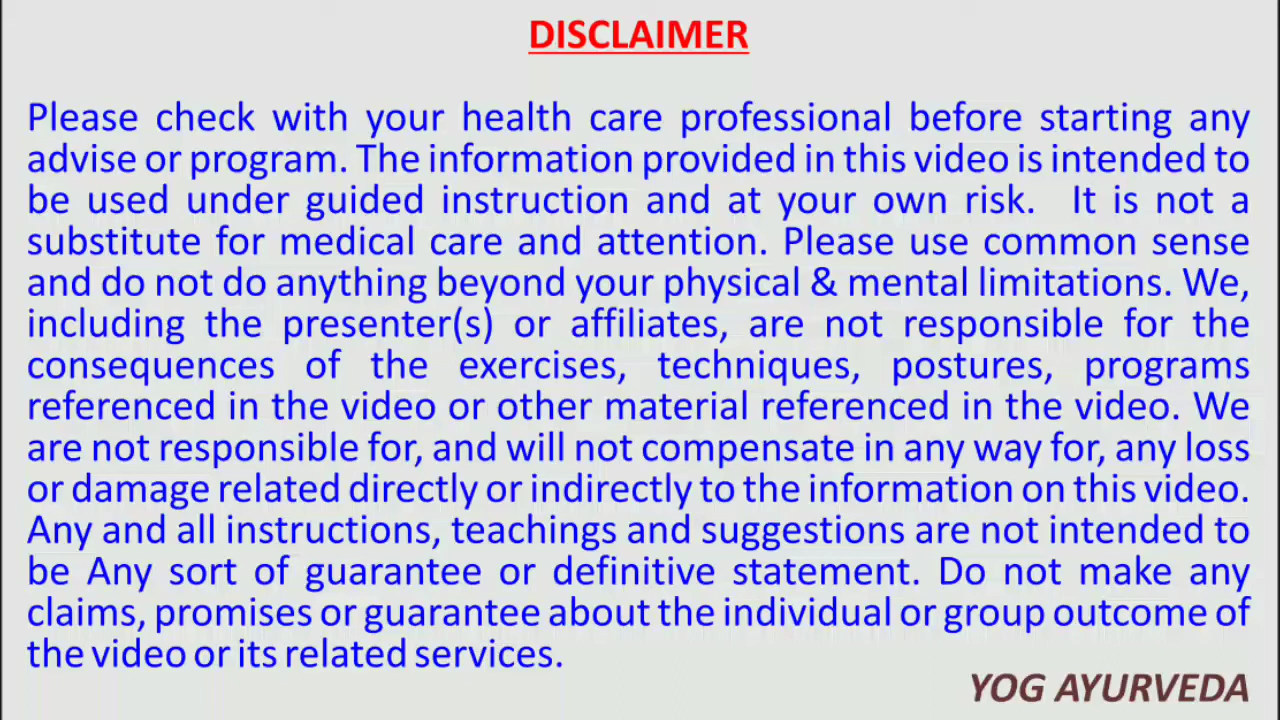 DISCLAIMER
Please check with your health care professional before starting any
advise or program. The information provided in this video is intended to
be used under guided instruction and at your own risk. It is not a
substitute for medical care and attention. Please use common sense
and do not do anything beyond your physical & mental limitations. We,
including the presenter(s) or affiliates, are not responsible for the
consequences of the exercises, techniques, postures, programs
referenced in the video or other material referenced in the video. We
are not responsible for, and will not compensate in any way for, any loss
or damage related directly or indirectly to the information on this video.
Any and all instructions, teachings and suggestions are not intended to
be Any sort of guarantee or definitive statement. Do not make any
claims, promises or guarantee about the individual or group outcome of
the video or its related services.
YOG AYURVEDA